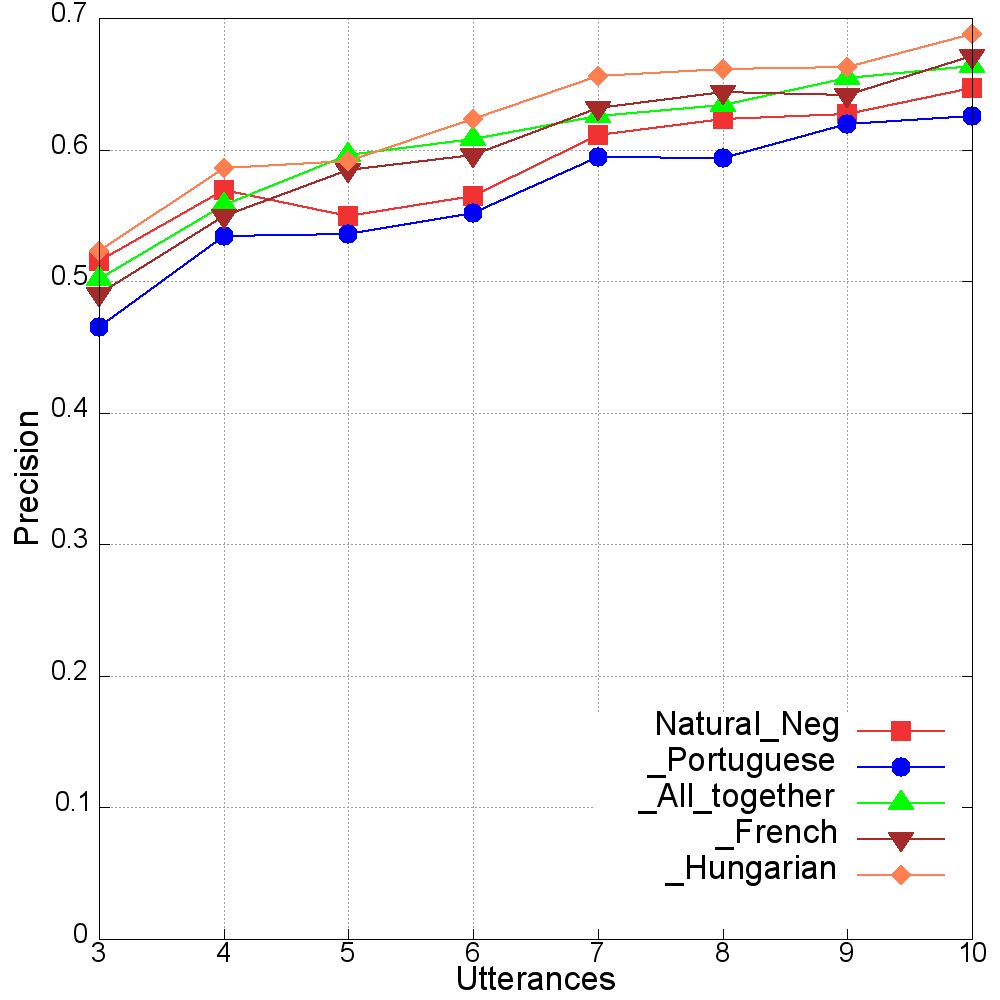 0.7
0.6
0.5
0.4
0.3
0.2
0.1
0
Precision
Natural_Neg
_Portuguese
_All_together
_French
_Hungarian
3 4 5 6 7 8 9 10
Utterances